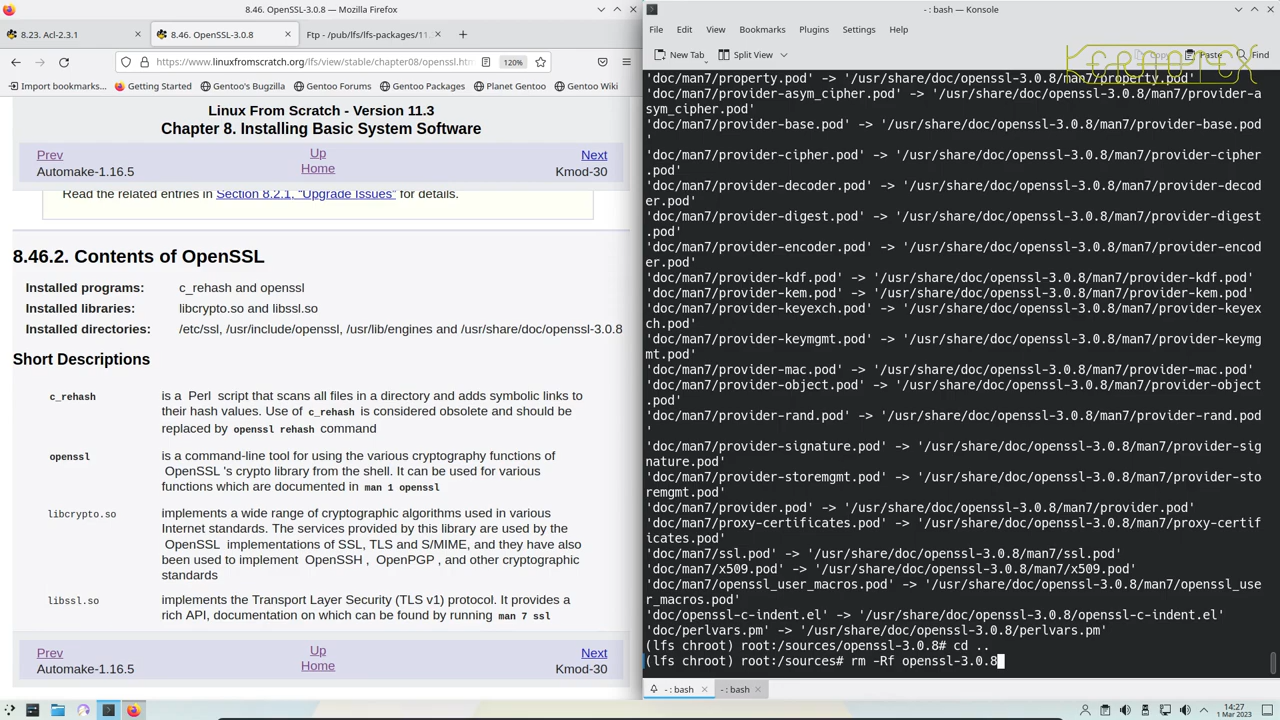 8.46. OpenSSL-3.0.8 — Mozilla Firefox
8.23. Acl-2.3.1
8.46. OpenSSL-3.0.8
Ftp - /pub/lfs/lfs-packages/11.
https://www.linuxfromscratch.org/lfs/view/stable/chapter08/openssl.htm
120%
Import bookmarks...
Getting Started
Gentoo's Bugzilla
Gentoo Forums
Gentoo Packages
Planet Gentoo
Gentoo Wiki
Linux From Scratch - Version 11.3
Chapter 8. Installing Basic System Software
Prev
Up
Next
Automake-1.16.5
Home
Kmod-30
Read the related entries in Section 8.2.1, “Upgrade Issues” for details.
8.46.2. Contents of OpenSSL
Installed programs: c_rehash and openssl
Installed libraries: libcrypto.so and libssl.so
Installed directories: /etc/ssl, /usr/include/openssl, /usr/lib/engines and /usr/share/doc/openssl-3.0.8
Short Descriptions
c_rehash is a Perl script that scans all files in a directory and adds symbolic links to
their hash values. Use of c_rehash is considered obsolete and should be
replaced by openssl rehash command
openssl is a command-line tool for using the various cryptography functions of
OpenSSL 's crypto library from the shell. It can be used for various
functions which are documented in man 1 openssl
libcrypto.so implements a wide range of cryptographic algorithms used in various
Internet standards. The services provided by this library are used by the
OpenSSL implementations of SSL, TLS and S/MIME, and they have also
been used to implement OpenSSH , OpenPGP , and other cryptographic
standards
libssl.so implements the Transport Layer Security (TLS v1) protocol. It provides a
rich API, documentation on which can be found by running man 7 ssl
Prev
Up
Next
Automake-1.16.5
Home
Kmod-30
- : bash — Konsole
File Edit View Bookmarks Plugins Settings Help
New Tab
Split View
Copy
Paste
Find
KERNOTEX
'doc/man7/property.pod' -> '/usr/share/doc/openssl-3.0.8/man7/property.pod'
'doc/man7/provider-asym_cipher.pod' -> '/usr/share/doc/openssl-3.0.8/man7/provider-a
sym_cipher.pod'
'doc/man7/provider-base.pod' -> '/usr/share/doc/openssl-3.0.8/man7/provider-base.pod
'
'doc/man7/provider-cipher.pod' -> '/usr/share/doc/openssl-3.0.8/man7/provider-cipher
.pod'
'doc/man7/provider-decoder.pod' -> '/usr/share/doc/openssl-3.0.8/man7/provider-decod
er.pod'
'doc/man7/provider-digest.pod' -> '/usr/share/doc/openssl-3.0.8/man7/provider-digest
.pod'
'doc/man7/provider-encoder.pod' -> '/usr/share/doc/openssl-3.0.8/man7/provider-encod
er.pod'
'doc/man7/provider-kdf.pod' -> '/usr/share/doc/openssl-3.0.8/man7/provider-kdf.pod'
'doc/man7/provider-kem.pod' -> '/usr/share/doc/openssl-3.0.8/man7/provider-kem.pod'
'doc/man7/provider-keyexch.pod' -> '/usr/share/doc/openssl-3.0.8/man7/provider-keyex
ch.pod'
'doc/man7/provider-keymgmt.pod' -> '/usr/share/doc/openssl-3.0.8/man7/provider-keymg
mt.pod'
'doc/man7/provider-mac.pod' -> '/usr/share/doc/openssl-3.0.8/man7/provider-mac.pod'
'doc/man7/provider-object.pod' -> '/usr/share/doc/openssl-3.0.8/man7/provider-object
.pod'
'doc/man7/provider-rand.pod' -> '/usr/share/doc/openssl-3.0.8/man7/provider-rand.pod
'
'doc/man7/provider-signature.pod' -> '/usr/share/doc/openssl-3.0.8/man7/provider-sig
nature.pod'
'doc/man7/provider-storemgmt.pod' -> '/usr/share/doc/openssl-3.0.8/man7/provider-sto
remgmt.pod'
'doc/man7/provider.pod' -> '/usr/share/doc/openssl-3.0.8/man7/provider.pod'
'doc/man7/proxy-certificates.pod' -> '/usr/share/doc/openssl-3.0.8/man7/proxy-certif
icates.pod'
'doc/man7/ssl.pod' -> '/usr/share/doc/openssl-3.0.8/man7/ssl.pod'
'doc/man7/x509.pod' -> '/usr/share/doc/openssl-3.0.8/man7/x509.pod'
'doc/man7/openssl_user_macros.pod' -> '/usr/share/doc/openssl-3.0.8/man7/openssl_use
r_macros.pod'
'doc/openssl-c-indent.el' -> '/usr/share/doc/openssl-3.0.8/openssl-c-indent.el'
'doc/perlvars.pm' -> '/usr/share/doc/openssl-3.0.8/perlvars.pm'
(lfs chroot) root:/sources/openssl-3.0.8# cd ..
(lfs chroot) root:/sources# rm -Rf openssl-3.0.8
- : bash
- : bash
14:27
1 Mar 2023